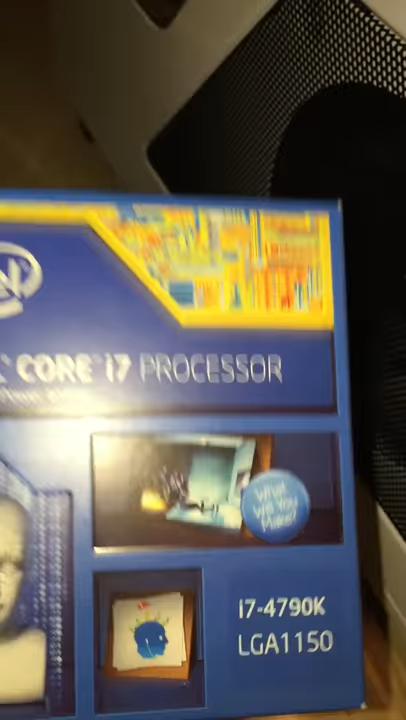 CORE i7 PROCESSOR
What
Will You
Make?
i7-4790K
LGA1150